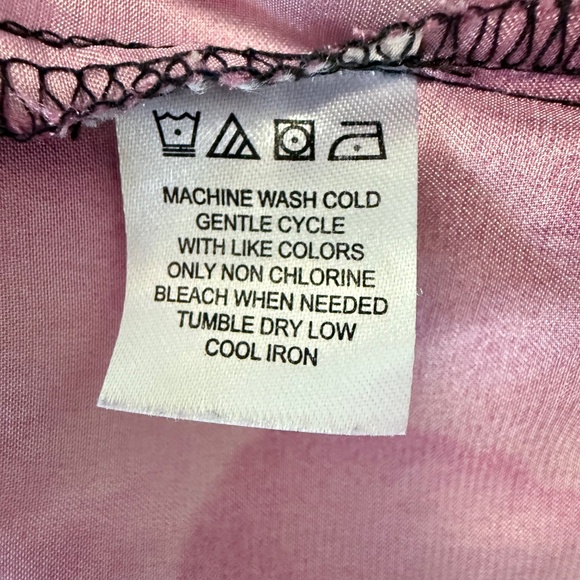 MACHINE WASH COLD
GENTLE CYCLE
WITH LIKE COLORS
ONLY NON CHLORINE
BLEACH WHEN NEEDED
TUMBLE DRY LOW
COOL IRON